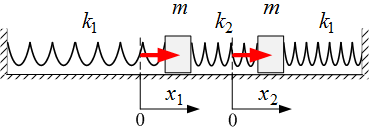 k₁ m k₂ m k₁
x₁ x₂
0 0